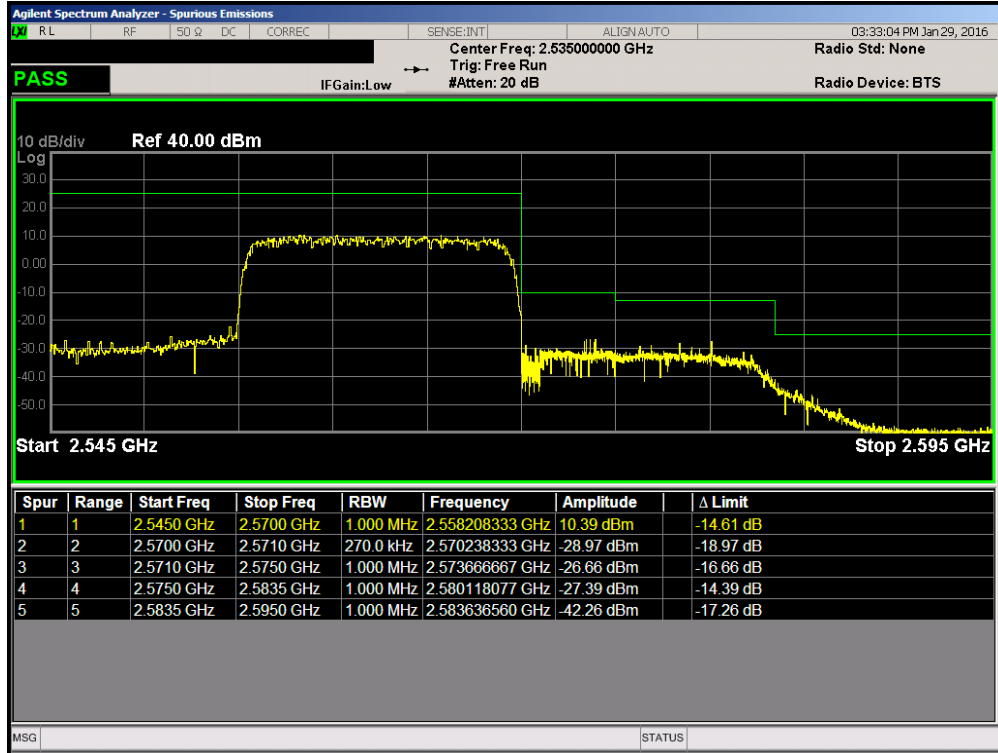 Agilent Spectrum Analyzer - Spurious Emissions
LXI RL RF 50 Ω DC CORREC SENSE:INT ALIGN AUTO 03:33:04 PM Jan 29, 2016
Center Freq: 2.535000000 GHz Radio Std: None
Trig: Free Run
PASS IFGain:Low #Atten: 20 dB Radio Device: BTS
10 dB/div Ref 40.00 dBm
Log
30.0
20.0
10.0
0.00
-10.0
-20.0
-30.0
-40.0
-50.0
Start 2.545 GHz Stop 2.595 GHz
Spur Range Start Freq Stop Freq RBW Frequency Amplitude Δ Limit
1 1 2.5450 GHz 2.5700 GHz 1.000 MHz 2.558208333 GHz 10.39 dBm -14.61 dB
2 2 2.5700 GHz 2.5710 GHz 270.0 kHz 2.570238333 GHz -28.97 dBm -18.97 dB
3 3 2.5710 GHz 2.5750 GHz 1.000 MHz 2.573666667 GHz -26.66 dBm -16.66 dB
4 4 2.5750 GHz 2.5835 GHz 1.000 MHz 2.580118077 GHz -27.39 dBm -14.39 dB
5 5 2.5835 GHz 2.5950 GHz 1.000 MHz 2.583636560 GHz -42.26 dBm -17.26 dB
MSG STATUS